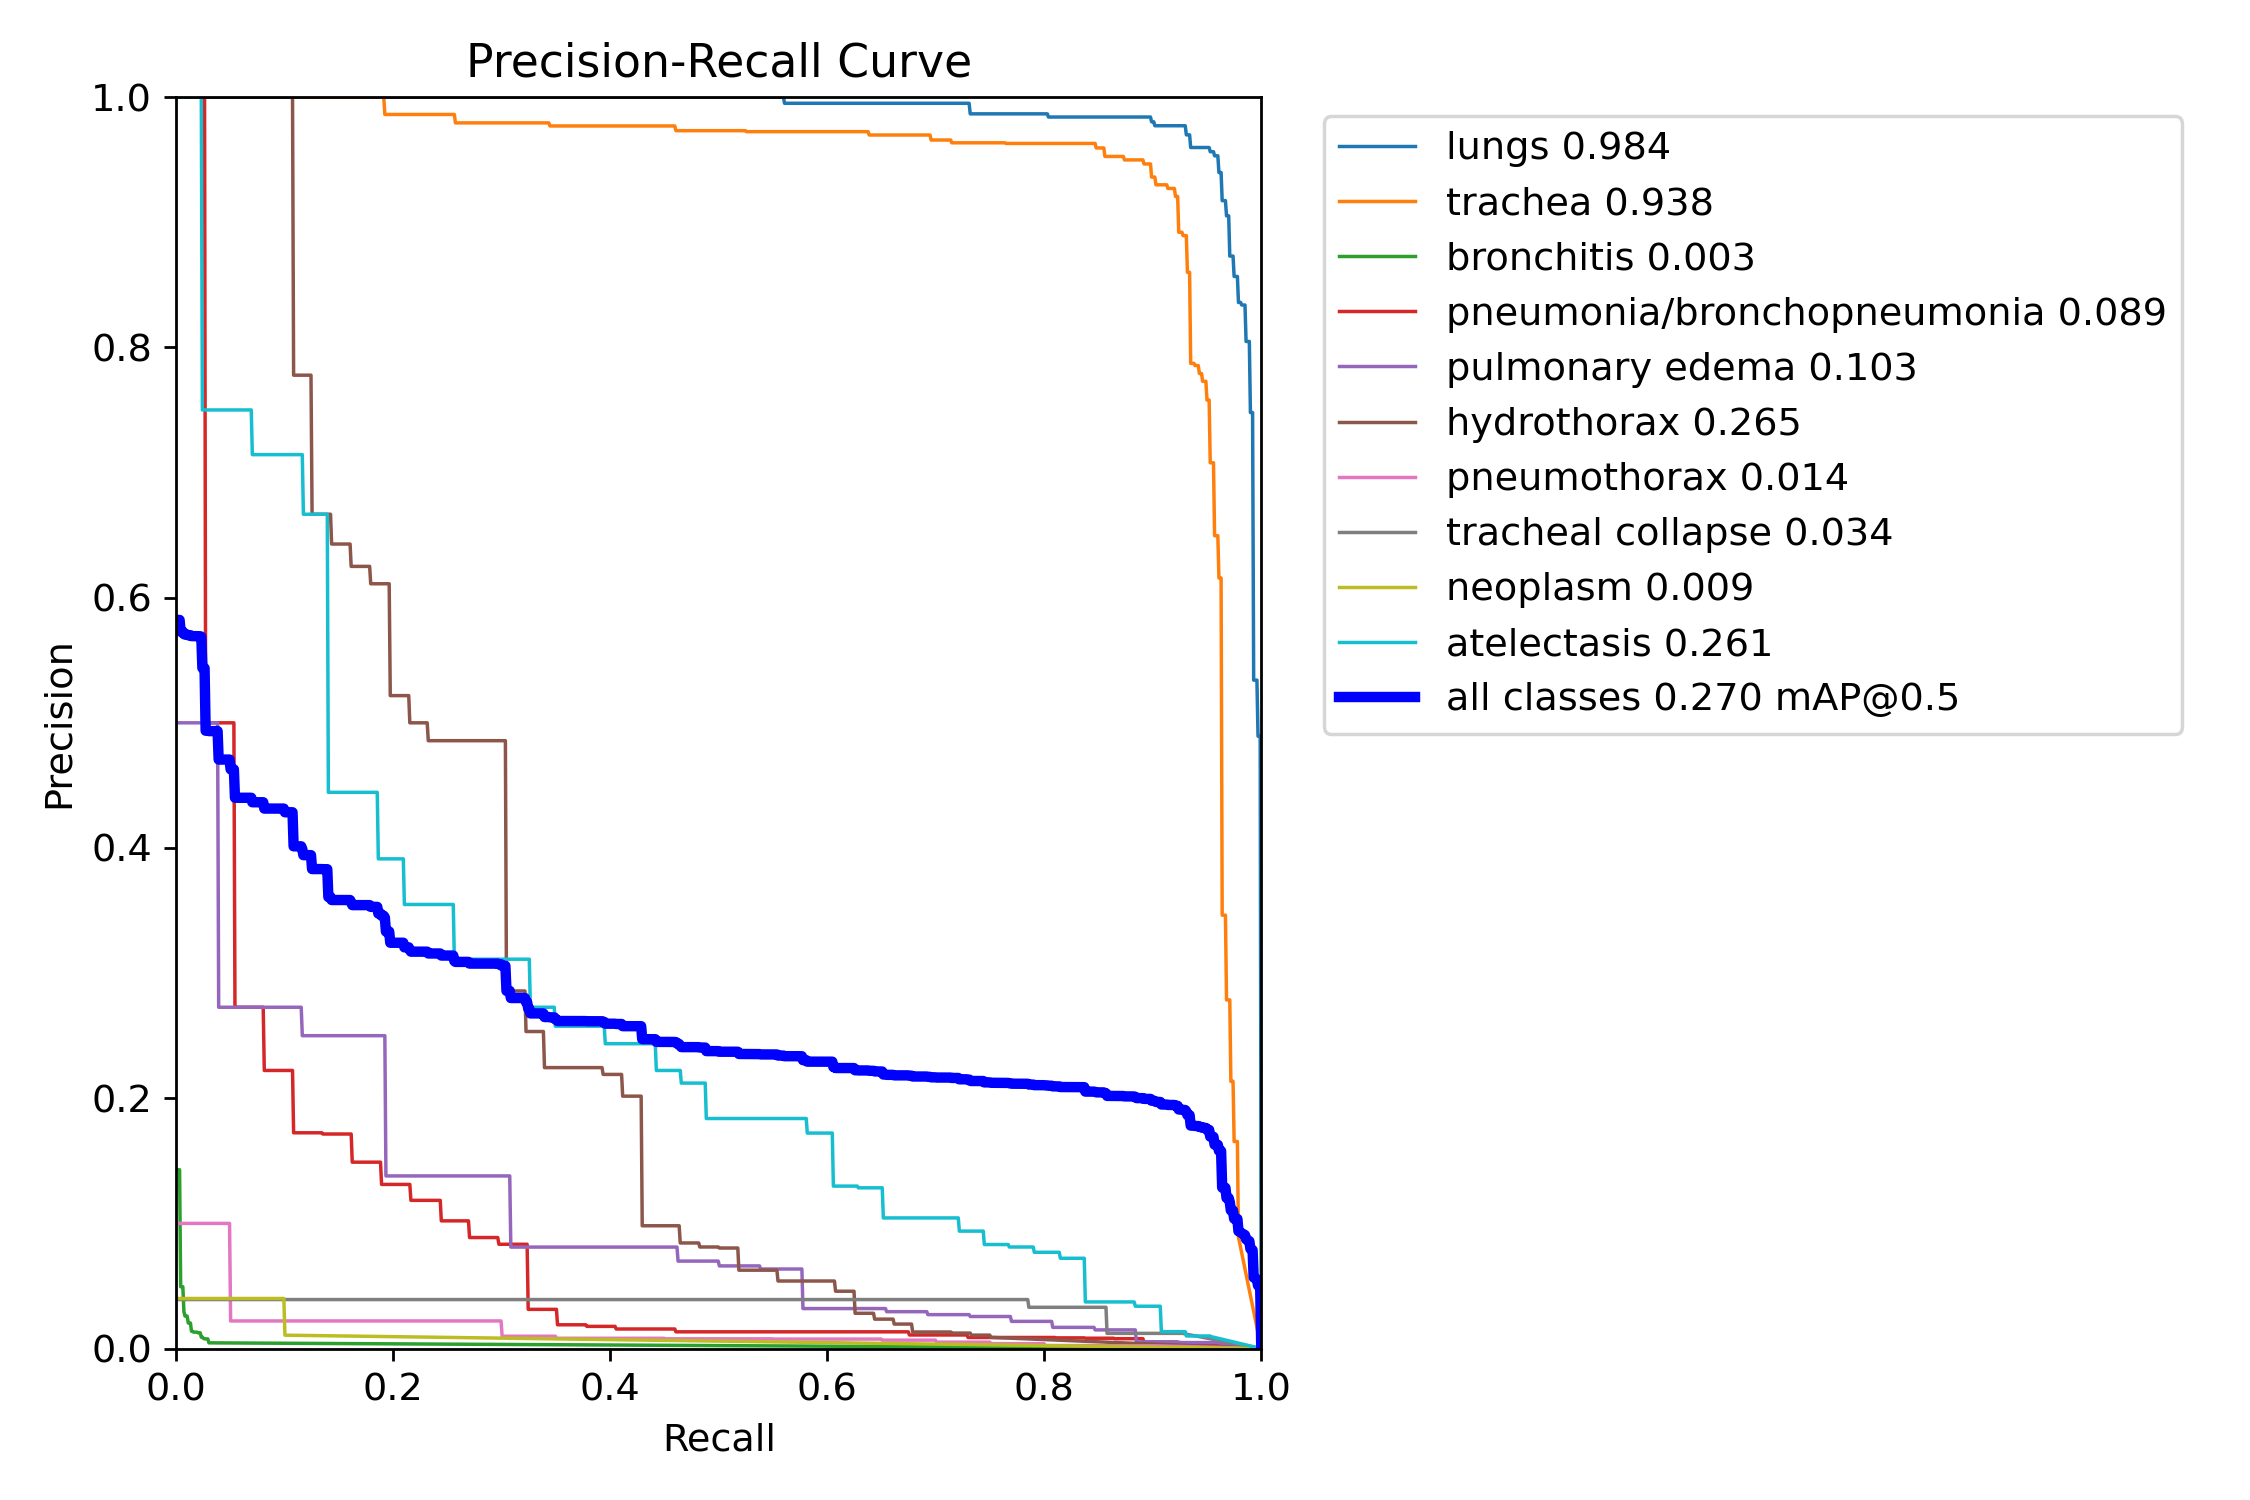 Precision-Recall Curve
1.0
0.8
0.6
0.4
0.2
0.0
Precision
0.0 0.2 0.4 0.6 0.8 1.0
Recall
lungs 0.984
trachea 0.938
bronchitis 0.003
pneumonia/bronchopneumonia 0.089
pulmonary edema 0.103
hydrothorax 0.265
pneumothorax 0.014
tracheal collapse 0.034
neoplasm 0.009
atelectasis 0.261
all classes 0.270 mAP@0.5